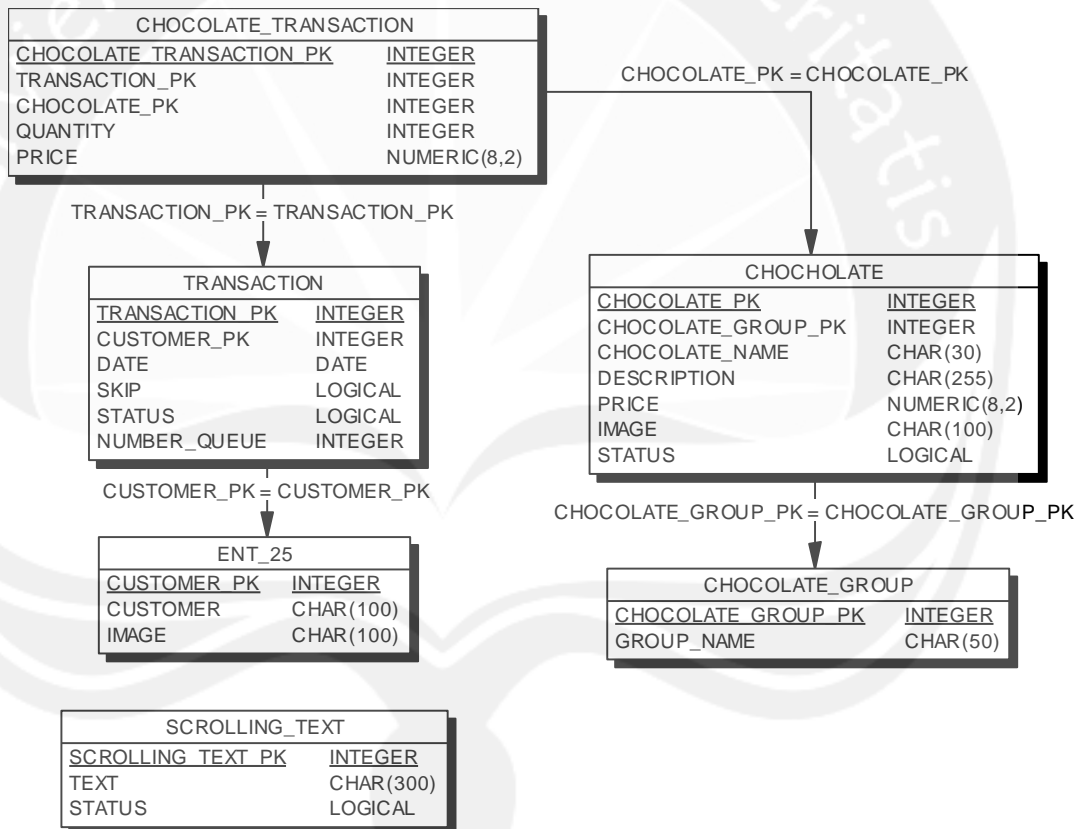 CHOCOLATE_TRANSACTION
CHOCOLATE_TRANSACTION_PK INTEGER
TRANSACTION_PK INTEGER
CHOCOLATE_PK INTEGER
QUANTITY INTEGER
PRICE NUMERIC(8,2)
CHOCOLATE_PK = CHOCOLATE_PK
TRANSACTION_PK = TRANSACTION_PK
TRANSACTION
TRANSACTION_PK INTEGER
CUSTOMER_PK INTEGER
DATE DATE
SKIP LOGICAL
STATUS LOGICAL
NUMBER_QUEUE INTEGER
CHOCHOLATE
CHOCOLATE_PK INTEGER
CHOCOLATE_GROUP_PK INTEGER
CHOCOLATE_NAME CHAR(30)
DESCRIPTION CHAR(255)
PRICE NUMERIC(8,2)
IMAGE CHAR(100)
STATUS LOGICAL
CUSTOMER_PK = CUSTOMER_PK
CHOCOLATE_GROUP_PK = CHOCOLATE_GROUP_PK
ENT_25
CUSTOMER_PK INTEGER
CUSTOMER CHAR(100)
IMAGE CHAR(100)
CHOCOLATE_GROUP
CHOCOLATE_GROUP_PK INTEGER
GROUP_NAME CHAR(50)
SCROLLING_TEXT
SCROLLING_TEXT_PK INTEGER
TEXT CHAR(300)
STATUS LOGICAL